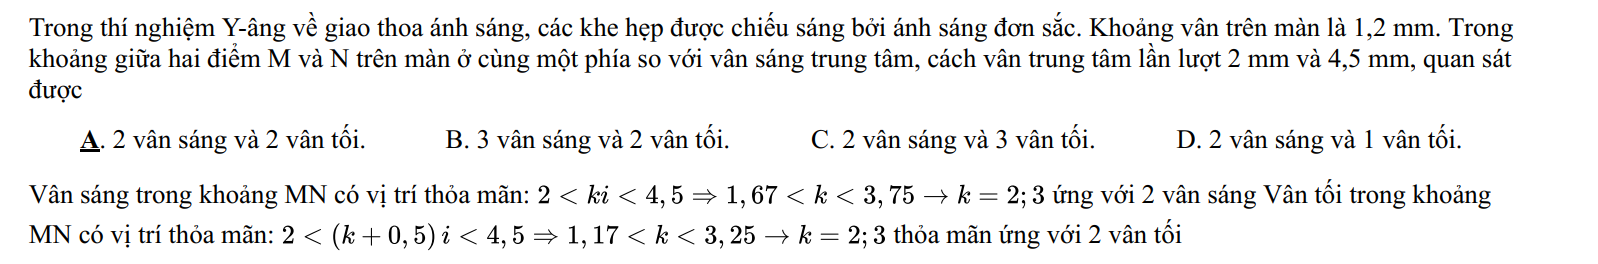 Trong thí nghiệm Y-âng về giao thoa ánh sáng, các khe hẹp được chiếu sáng bởi ánh sáng đơn sắc. Khoảng vân trên màn là 1,2 mm. Trong
khoảng giữa hai điểm M và N trên màn ở cùng một phía so với vân sáng trung tâm, cách vân trung tâm lần lượt 2 mm và 4,5 mm, quan sát
được
A. 2 vân sáng và 2 vân tối. B. 3 vân sáng và 2 vân tối. C. 2 vân sáng và 3 vân tối. D. 2 vân sáng và 1 vân tối.
Vân sáng trong khoảng MN có vị trí thỏa mãn: 2 < ki < 4,5 ⇒ 1,67 < k < 3,75 → k = 2; 3 ứng với 2 vân sáng Vân tối trong khoảng
MN có vị trí thỏa mãn: 2 < (k + 0,5) i < 4,5 ⇒ 1,17 < k < 3,25 → k = 2; 3 thỏa mãn ứng với 2 vân tối